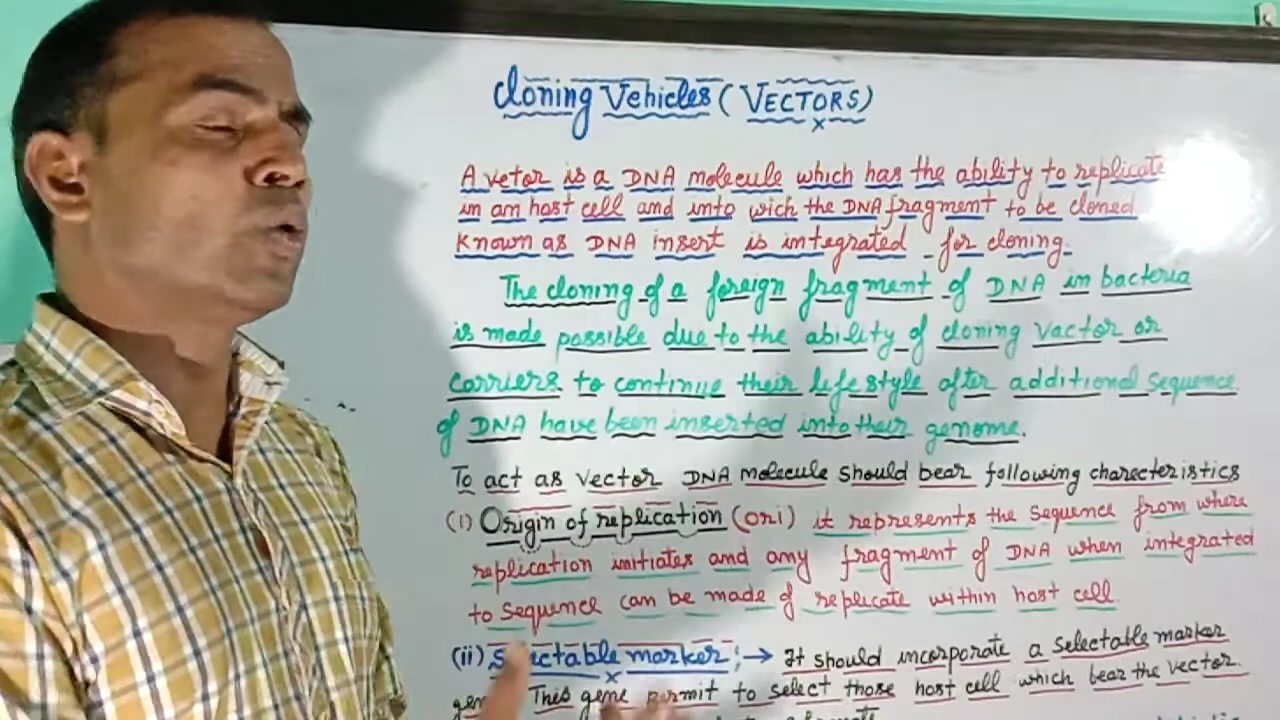 Cloning Vehicles (VECTORS)
A vetor is a DNA molecule which has the ability to replicate
in an host cell and into wich the DNA fragment to be cloned
known as DNA insert is integrated for cloning.
The cloning of a foreign fragment of DNA in bacteria
is made possible due to the ability of cloning vactor or
carriers to continue their life style after additional sequence
of DNA have been inserted into their genome.
To act as vector DNA molecule should bear following characteristics
(i) Origin of replication (ori) it represents the sequence from where
replication initiates and any fragment of DNA when integrated
to sequence can be made of replicate within host cell.
(ii) Selectable marker; → It should incorporate a selectable marker
gen This gene permit to select those host cell which bear the vector.